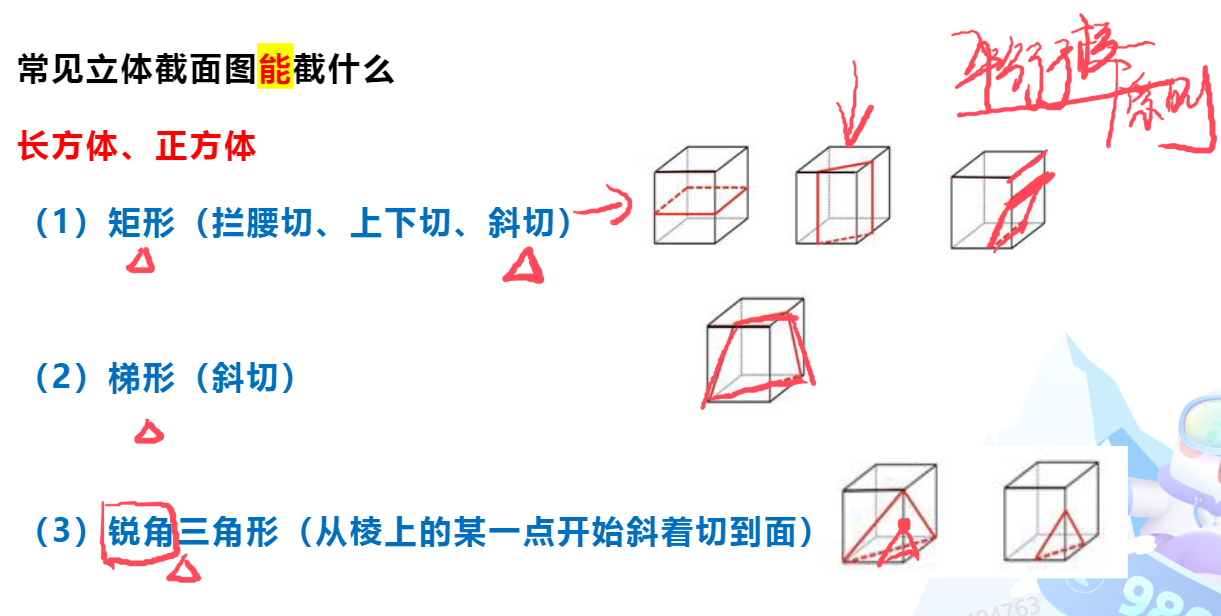 常见立体截面图能截什么
平行于棱
原则
长方体、正方体
（1）矩形（拦腰切、上下切、斜切）
（2）梯形（斜切）
（3）锐角三角形（从棱上的某一点开始斜着切到面）